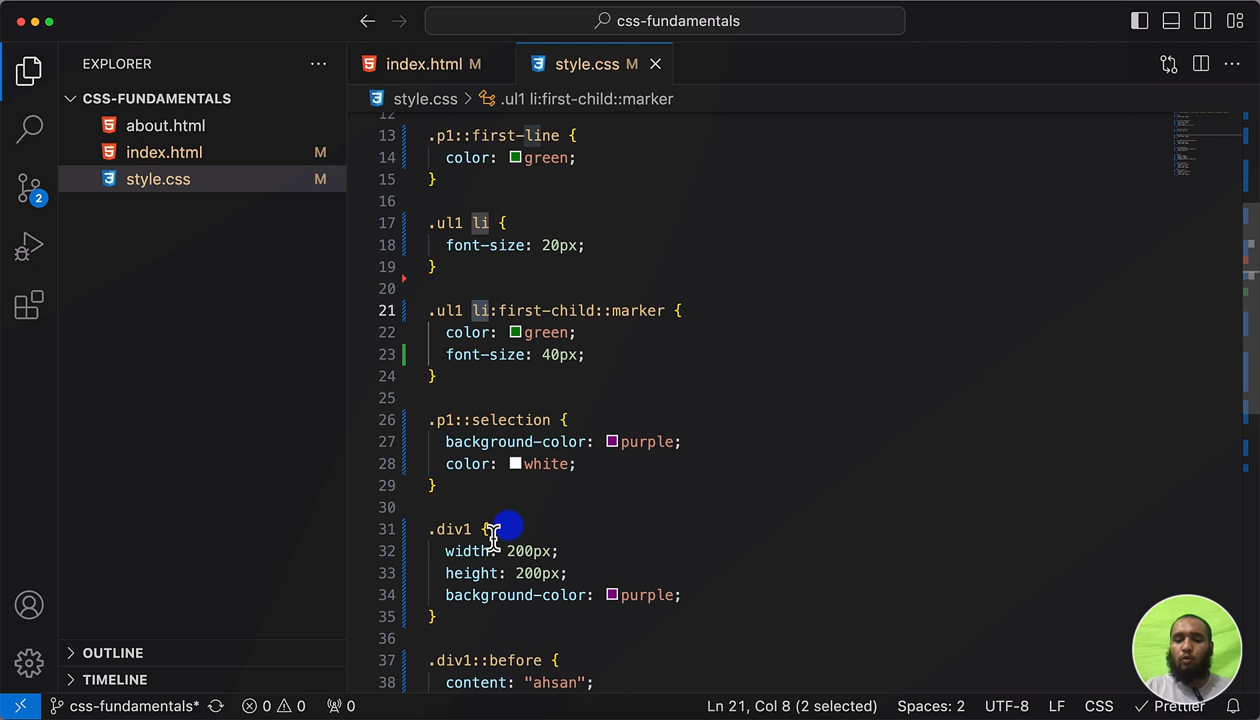 css-fundamentals
EXPLORER
CSS-FUNDAMENTALS
about.html
index.html M
style.css M
2
OUTLINE
TIMELINE
index.html M
style.css M
style.css > .ul1 li:first-child::marker
12
13 .p1::first-line {
14 color: green;
15 }
16
17 .ul1 li {
18 font-size: 20px;
19 }
20
21 .ul1 li:first-child::marker {
22 color: green;
23 font-size: 40px;
24 }
25
26 .p1::selection {
27 background-color: purple;
28 color: white;
29 }
30
31 .div1 {
32 width: 200px;
33 height: 200px;
34 background-color: purple;
35 }
36
37 .div1::before {
38 content: "ahsan";
css-fundamentals* 0 0 0 Ln 21, Col 8 (2 selected) Spaces: 2 UTF-8 LF CSS Prettier